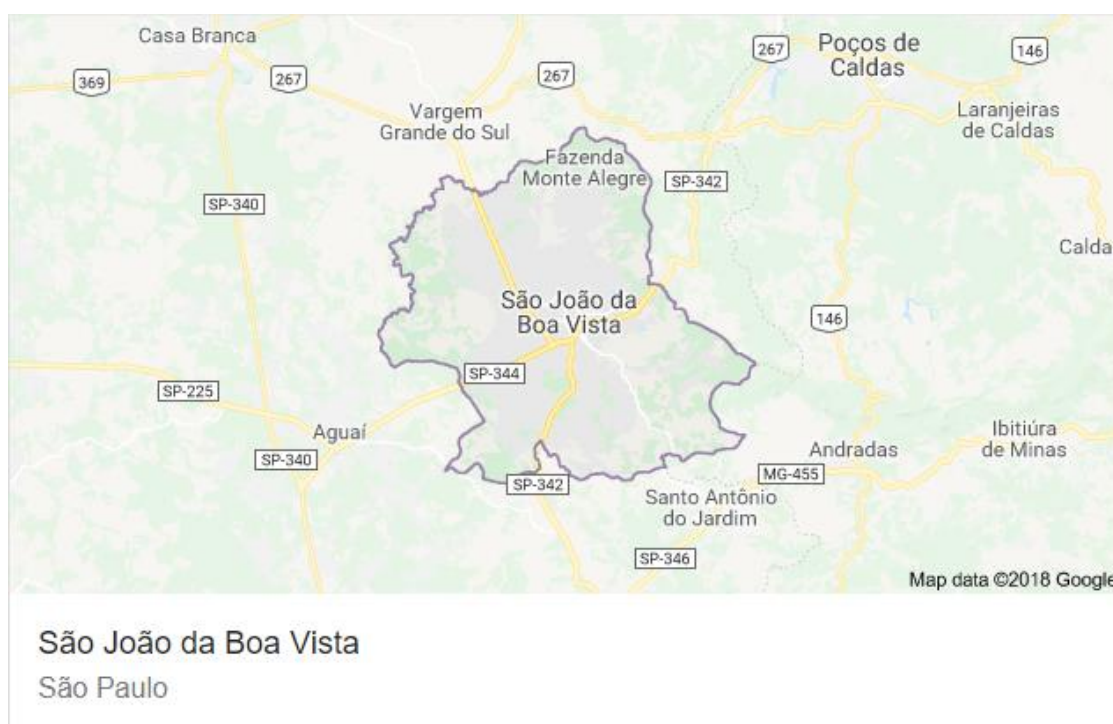 Casa Branca
369
267
267
267
Poços de
Caldas
146
Laranjeiras
de Caldas
Vargem
Grande do Sul
Fazenda
Monte Alegre
SP-342
SP-340
Calda
São João da
Boa Vista
146
SP-344
SP-225
Aguaí
SP-340
Ibitiúra
de Minas
Andradas
MG-455
SP-342
Santo Antônio
do Jardim
SP-346
Map data ©2018 Google
São João da Boa Vista
São Paulo